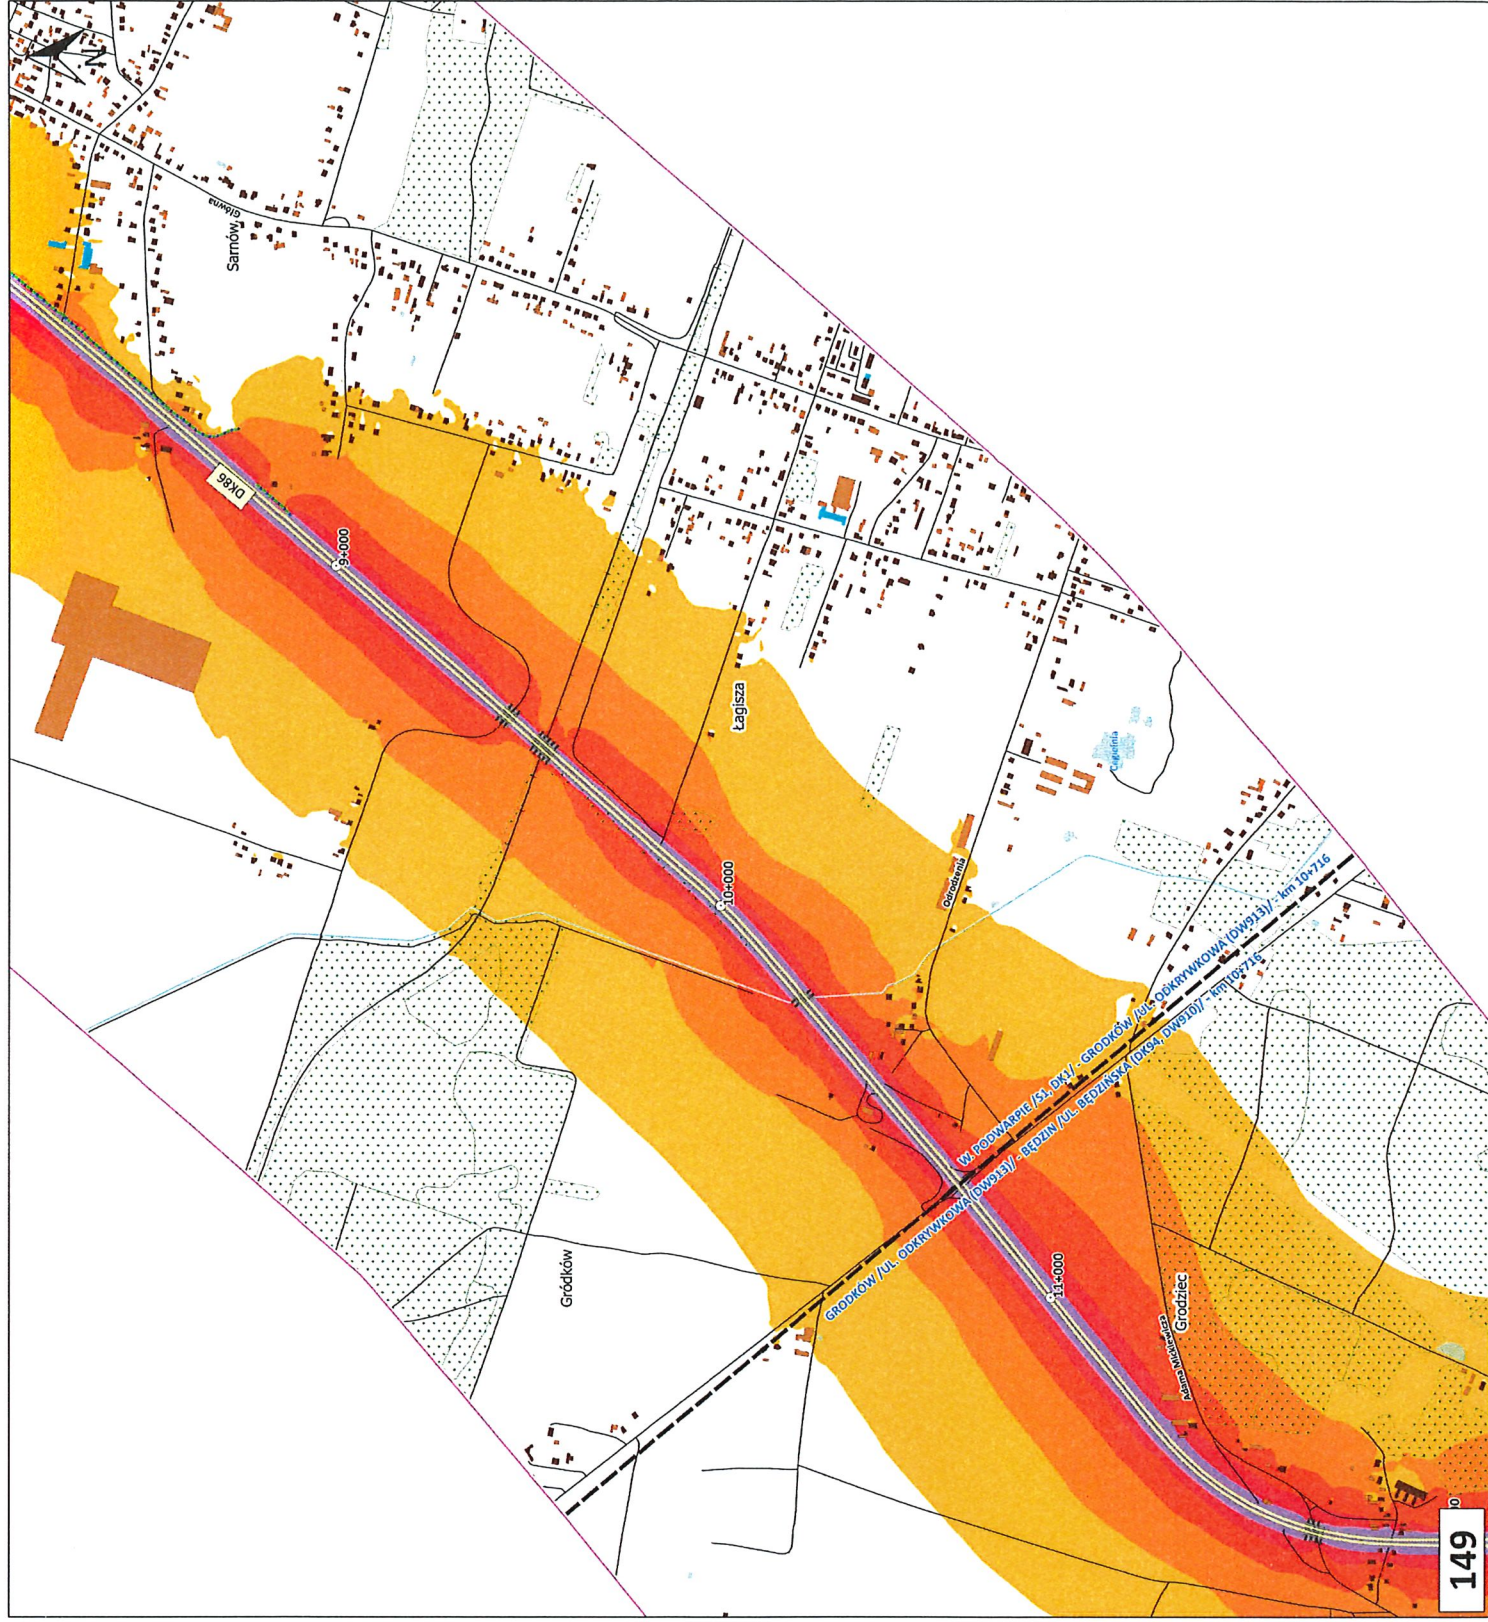 N
Główna
Sarnów
DK86
9+000
Łagisza
Cegielnia
10+000
Odrodzenia
W. PODWARPIE /S1, DK1/ - GRODKÓW /UL. ODKRYWKOWA (DW913)/ - km 10+716
GRODKÓW /UL. ODKRYWKOWA (DW913)/ - BĘDZIN /UL. BĘDZIŃSKA (DK94, DW910)/ - km 10+716
Gródków
11+000
Grodziec
Adama Mickiewicza
149